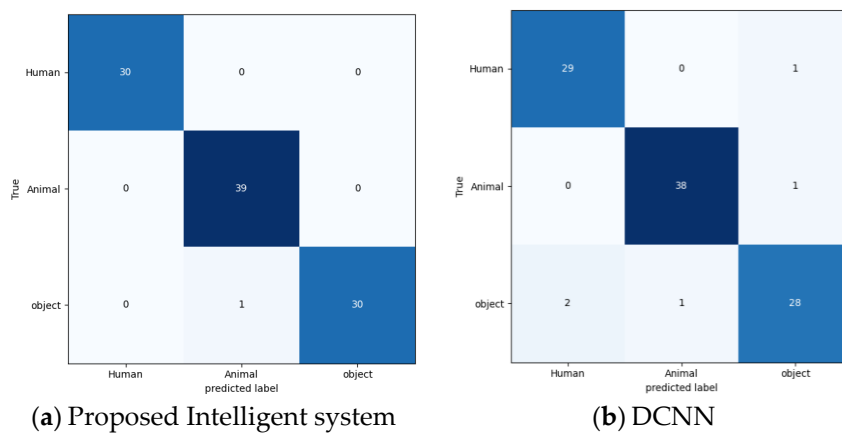 Human 30 0 0
Animal 0 39 0
object 0 1 30
True
Human Animal object
predicted label
(a) Proposed Intelligent system
Human 29 0 1
Animal 0 38 1
object 2 1 28
True
Human Animal object
predicted label
(b) DCNN